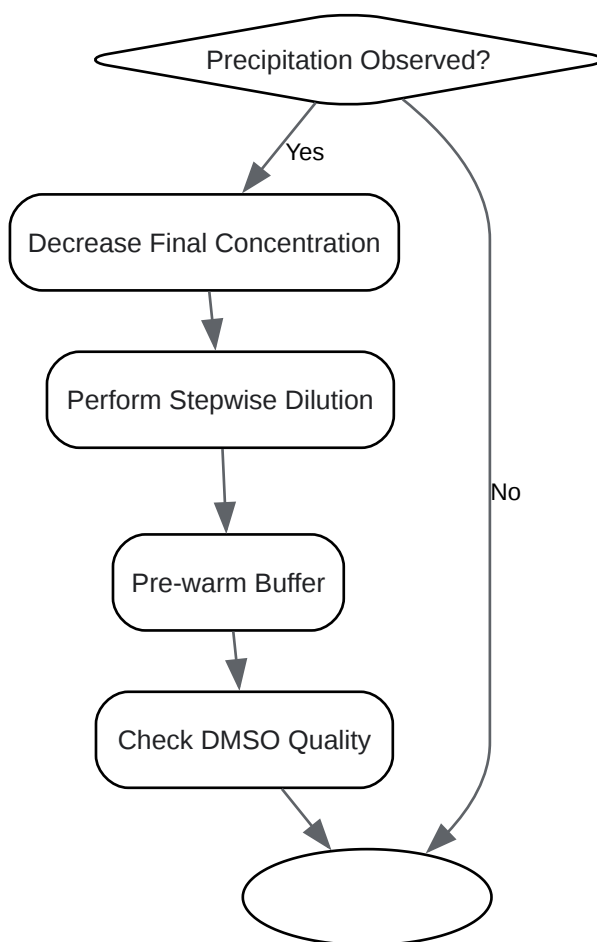 Precipitation Observed?
Yes
Decrease Final Concentration
Perform Stepwise Dilution
No
Pre-warm Buffer
Check DMSO Quality